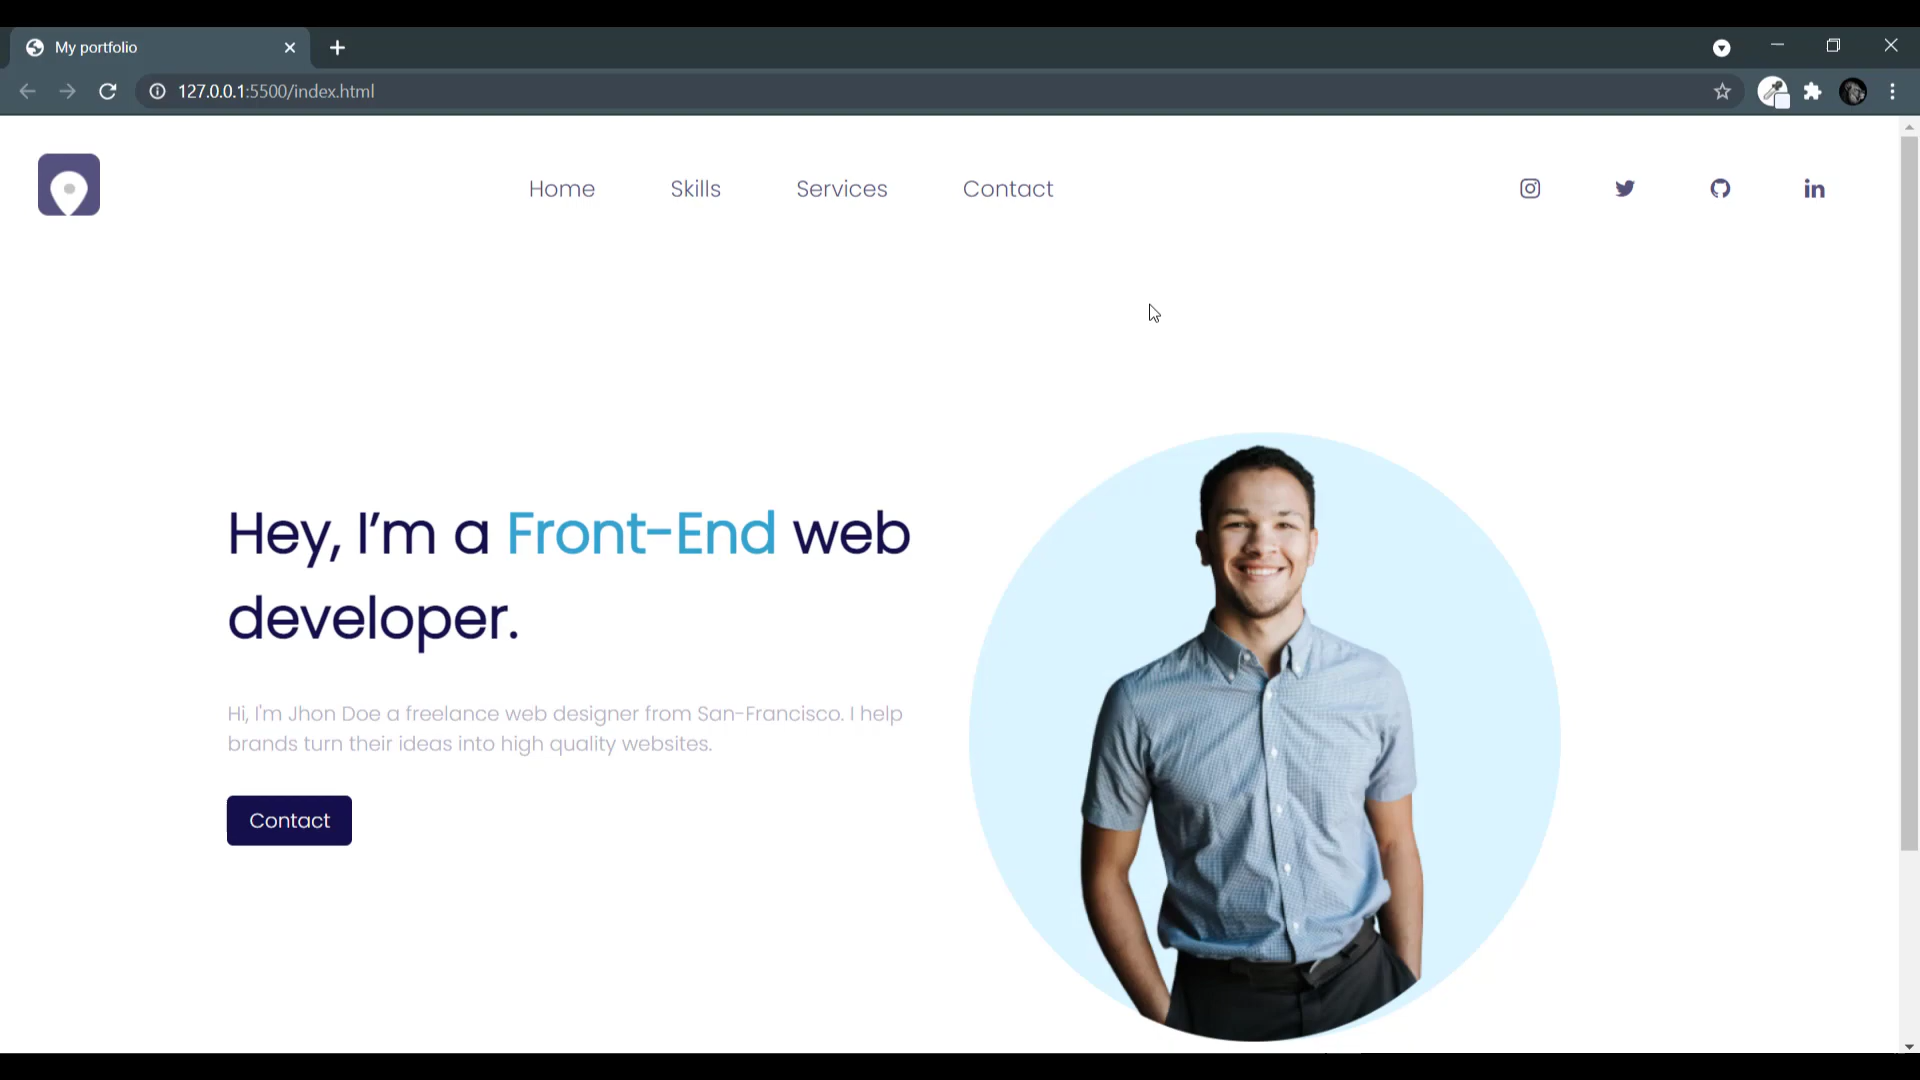 My portfolio
127.0.0.1:5500/index.html
Home Skills Services Contact
Hey, I’m a Front-End web
developer.
Hi, I'm Jhon Doe a freelance web designer from San-Francisco. I help
brands turn their ideas into high quality websites.
Contact